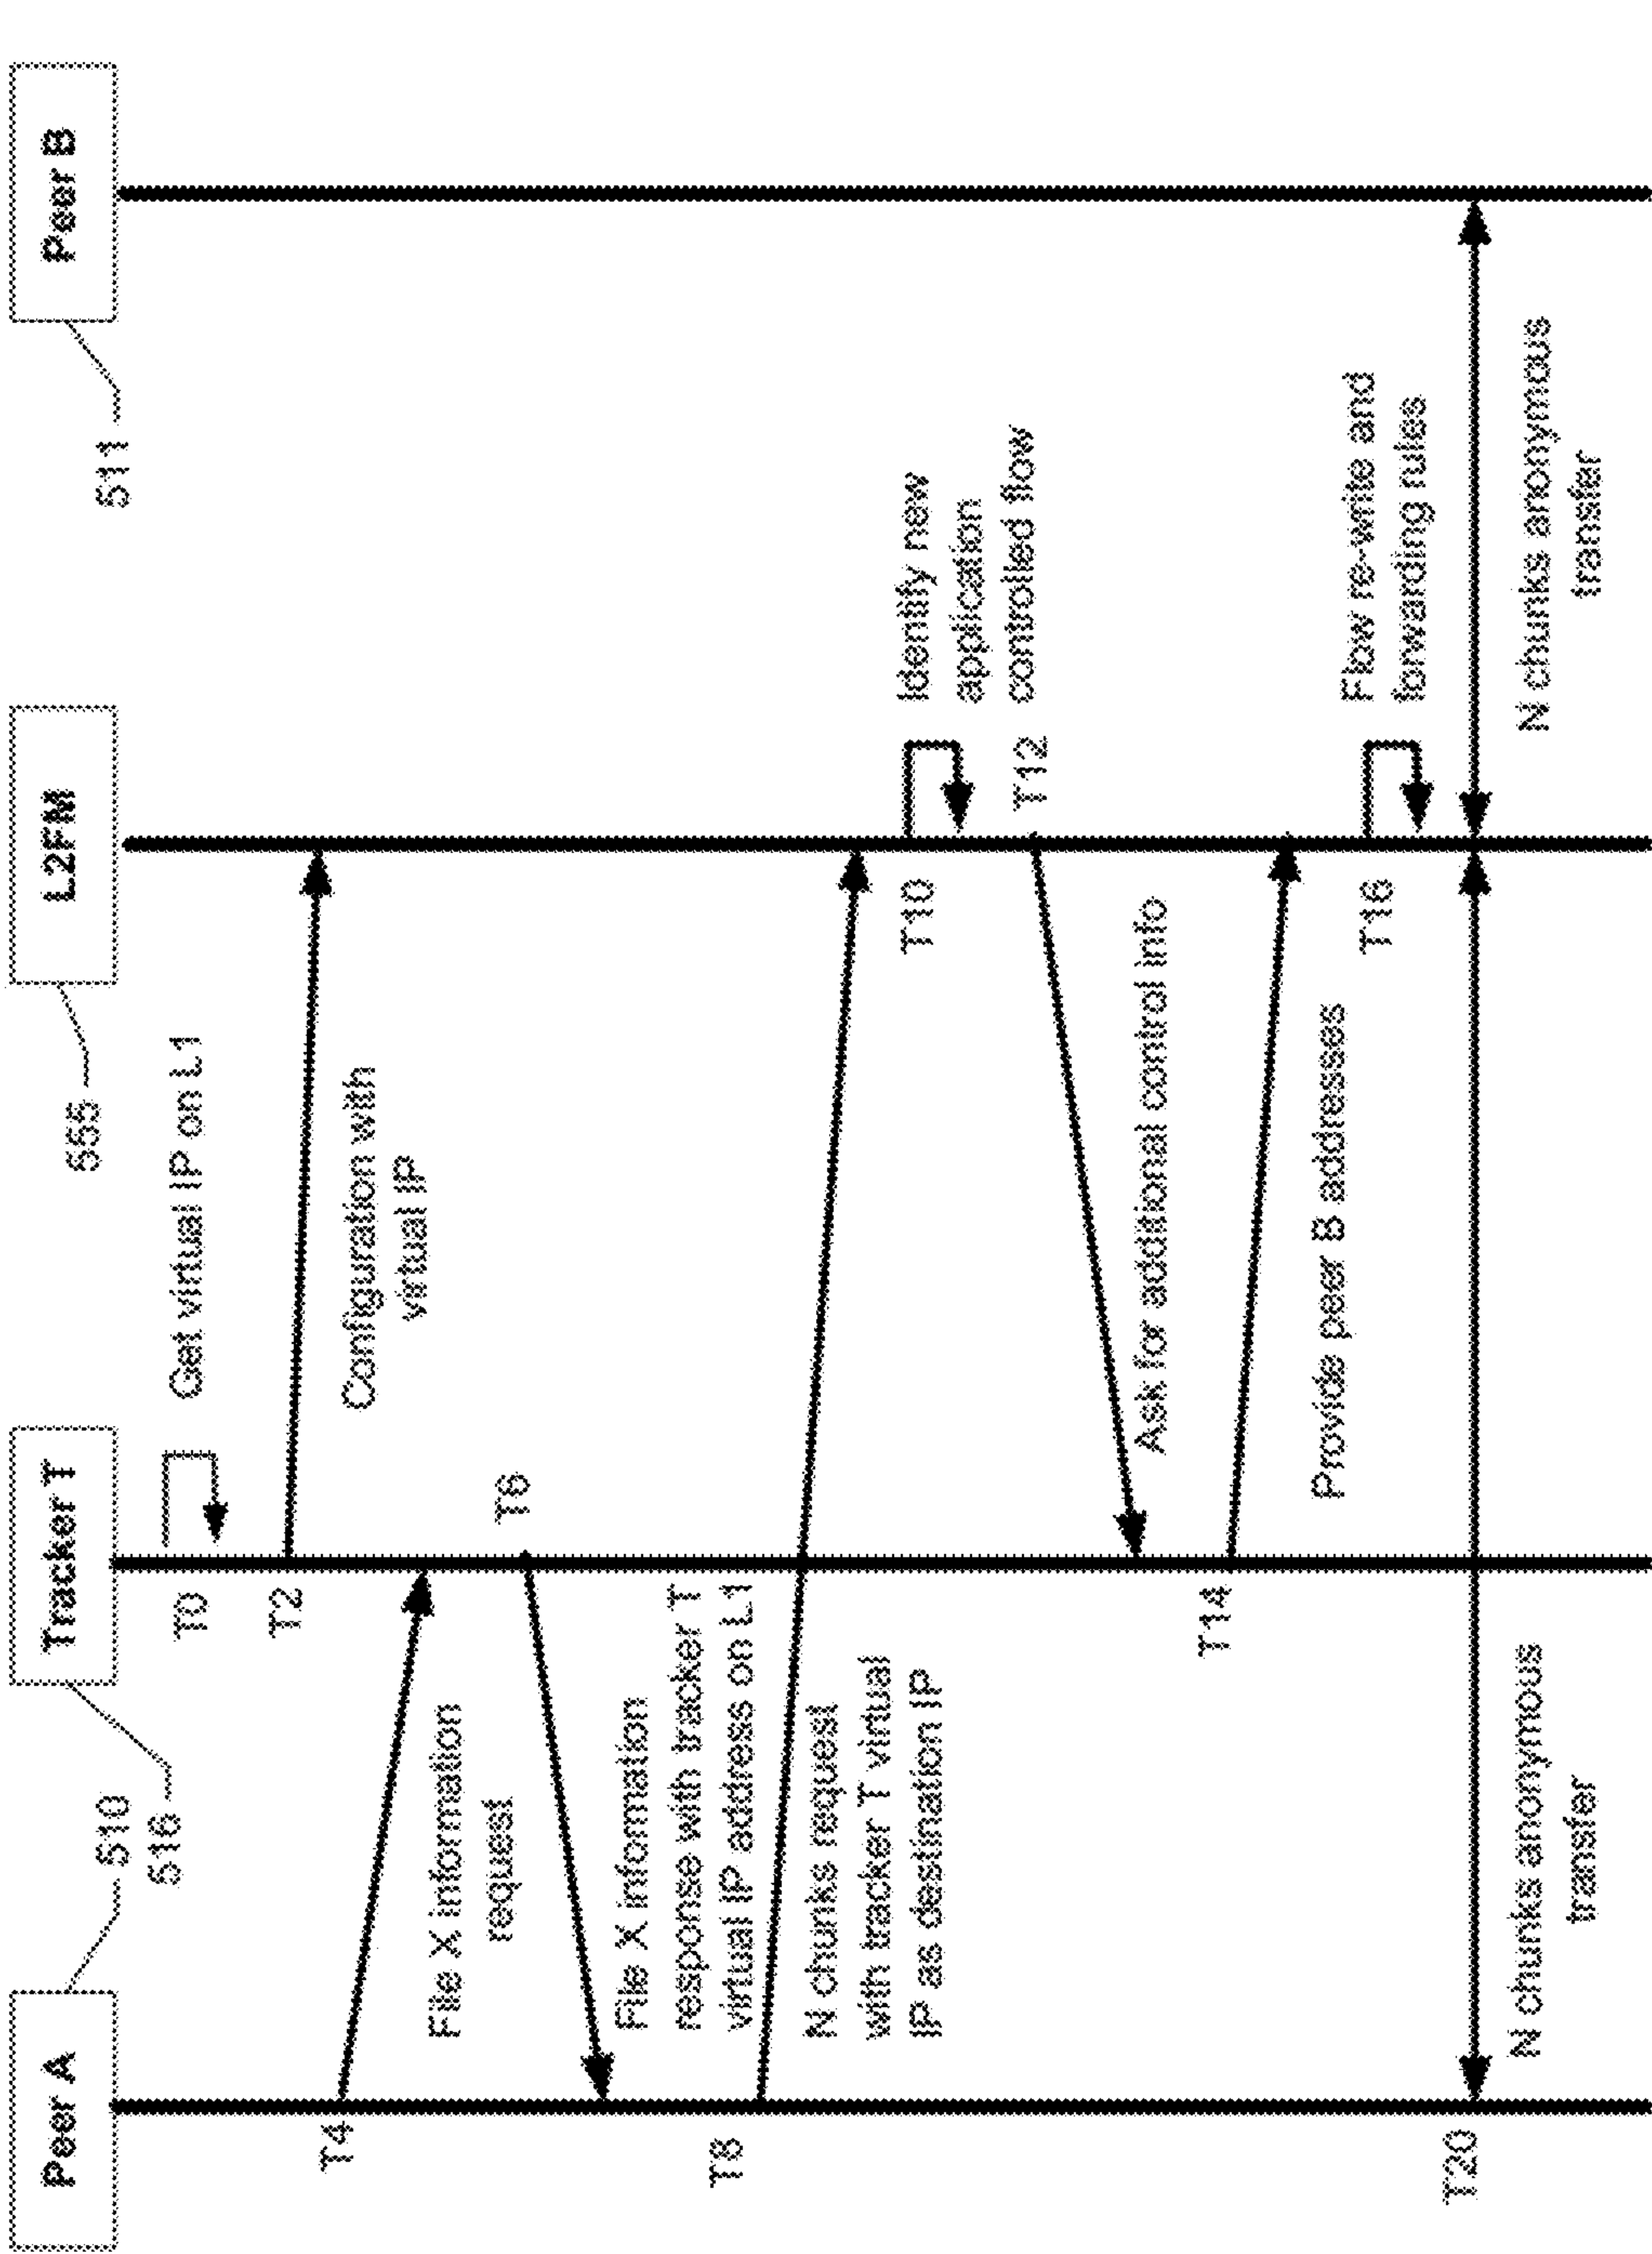 Peer A
Tracker T
L2FM
Peer B
510
516
555
511
T0
Get virtual IP on L1
T2
Configuration with
virtual IP
T4
File X information
request
T6
File X information
response with tracker T
virtual IP address on L1
T8
N chunks request
with tracker T virtual
IP as destination IP
T10
Identify new
application
controlled flow
T12
Ask for additional control info
T14
Provide per B addresses
T16
Flow re-write and
forwarding rules
T20
N chunks anonymous
transfer
N chunks anonymous
transfer